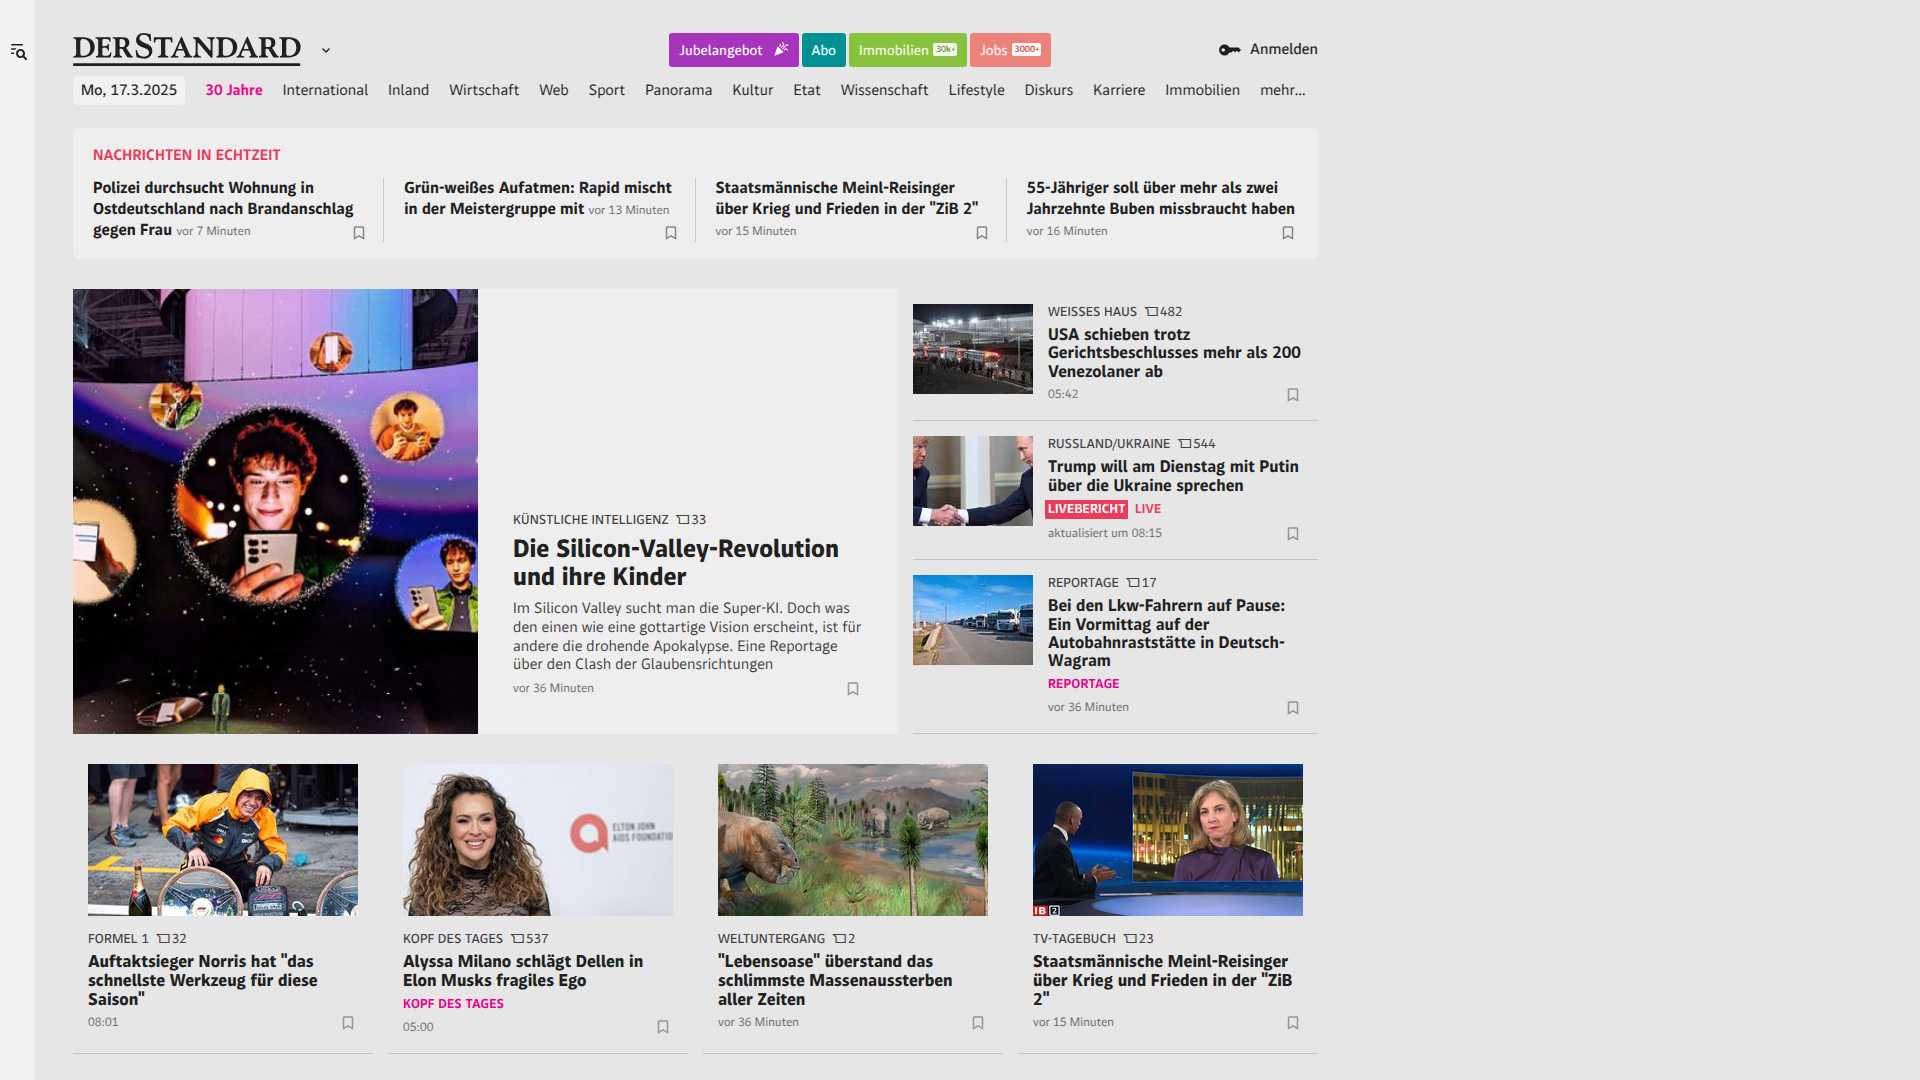 DERSTANDARD
Jubelangebot
Abo
Immobilien 30k+
Jobs 3000+
Anmelden
Mo, 17.3.2025
30 Jahre
International
Inland
Wirtschaft
Web
Sport
Panorama
Kultur
Etat
Wissenschaft
Lifestyle
Diskurs
Karriere
Immobilien
mehr...
NACHRICHTEN IN ECHTZEIT
Polizei durchsucht Wohnung in
Ostdeutschland nach Brandanschlag
gegen Frau vor 7 Minuten
Grün-weißes Aufatmen: Rapid mischt
in der Meistergruppe mit vor 13 Minuten
Staatsmännische Meinl-Reisinger
über Krieg und Frieden in der "ZiB 2"
vor 15 Minuten
55-Jähriger soll über mehr als zwei
Jahrzehnte Buben missbraucht haben
vor 16 Minuten
KÜNSTLICHE INTELLIGENZ 33
Die Silicon-Valley-Revolution
und ihre Kinder
Im Silicon Valley sucht man die Super-KI. Doch was
den einen wie eine gottartige Vision erscheint, ist für
andere die drohende Apokalypse. Eine Reportage
über den Clash der Glaubensrichtungen
vor 36 Minuten
WEISSES HAUS 482
USA schieben trotz
Gerichtsbeschlusses mehr als 200
Venezolaner ab
05:42
RUSSLAND/UKRAINE 544
Trump will am Dienstag mit Putin
über die Ukraine sprechen
LIVEBERICHT LIVE
aktualisiert um 08:15
REPORTAGE 17
Bei den Lkw-Fahrern auf Pause:
Ein Vormittag auf der
Autobahnraststätte in Deutsch-
Wagram
REPORTAGE
vor 36 Minuten
FORMEL 1 32
Auftaktsieger Norris hat "das
schnellste Werkzeug für diese
Saison"
08:01
ELTON JOHN
AIDS FOUNDATIO
KOPF DES TAGES 537
Alyssa Milano schlägt Dellen in
Elon Musks fragiles Ego
KOPF DES TAGES
05:00
WELTUNTERGANG 2
"Lebensoase" überstand das
schlimmste Massenaussterben
aller Zeiten
vor 36 Minuten
IB 2
TV-TAGEBUCH 23
Staatsmännische Meinl-Reisinger
über Krieg und Frieden in der "ZiB
2"
vor 15 Minuten